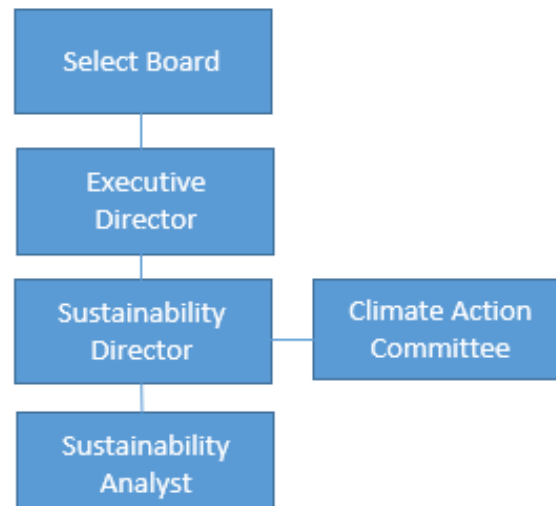 Select Board
Executive
Director
Sustainability
Director
Climate Action
Committee
Sustainability
Analyst